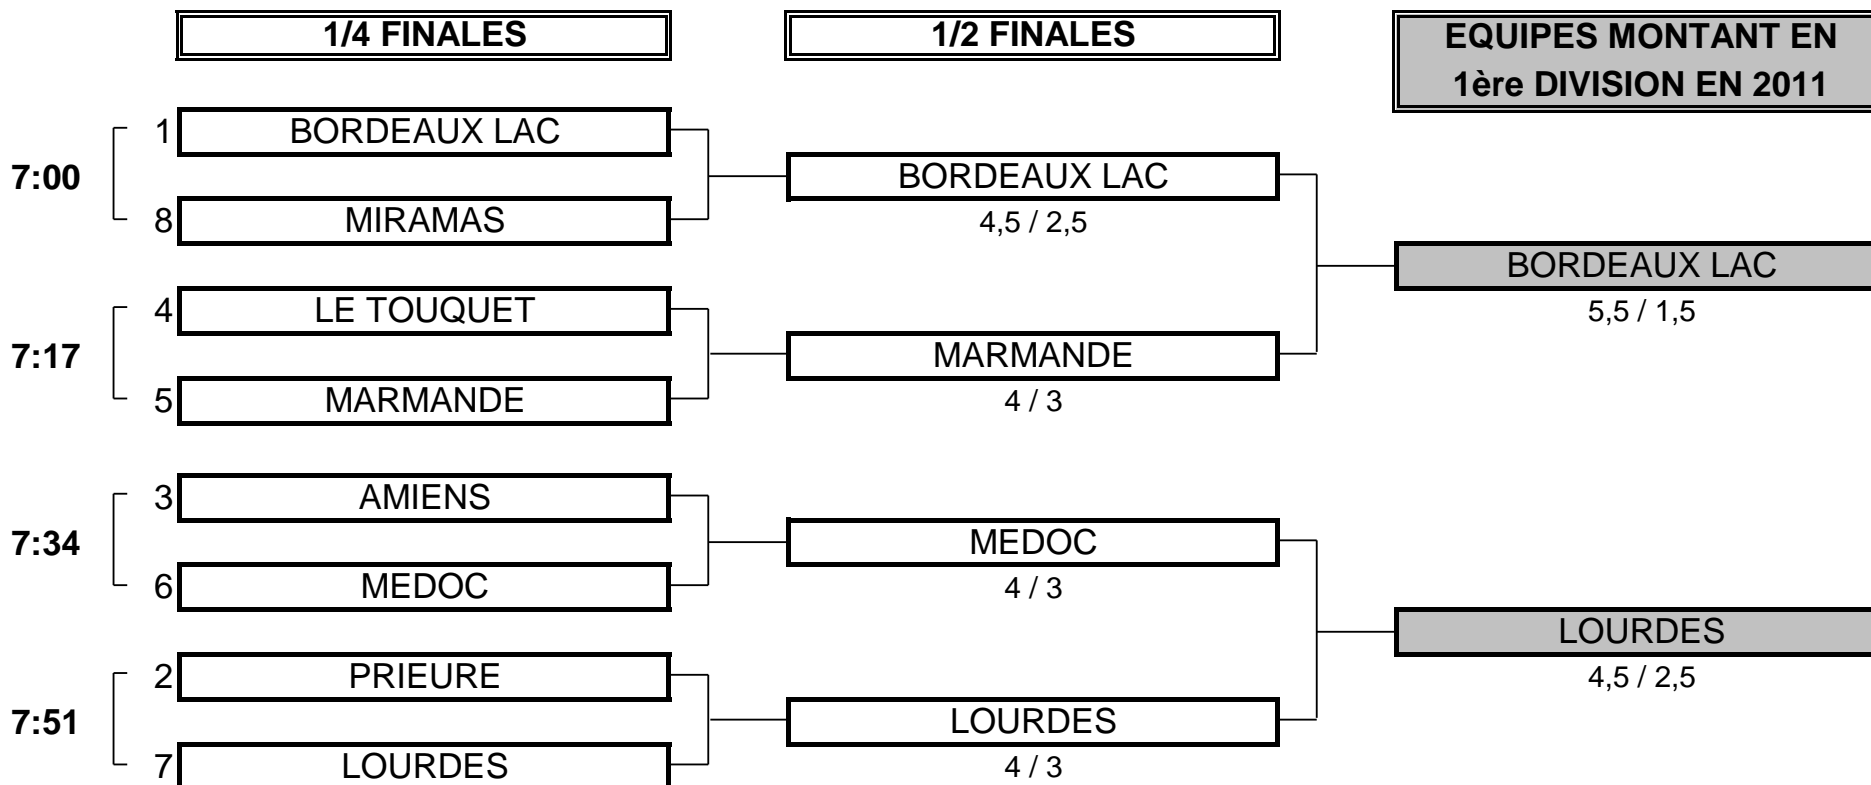 1/4 FINALES
1/2 FINALES
EQUIPES MONTANT EN
1ère DIVISION EN 2011
1 BORDEAUX LAC
7:00
BORDEAUX LAC
8 MIRAMAS
4,5 / 2,5
BORDEAUX LAC
4 LE TOUQUET
5,5 / 1,5
7:17
MARMANDE
5 MARMANDE
4 / 3
3 AMIENS
7:34
MEDOC
6 MEDOC
4 / 3
LOURDES
2 PRIEURE
4,5 / 2,5
7:51
LOURDES
7 LOURDES
4 / 3